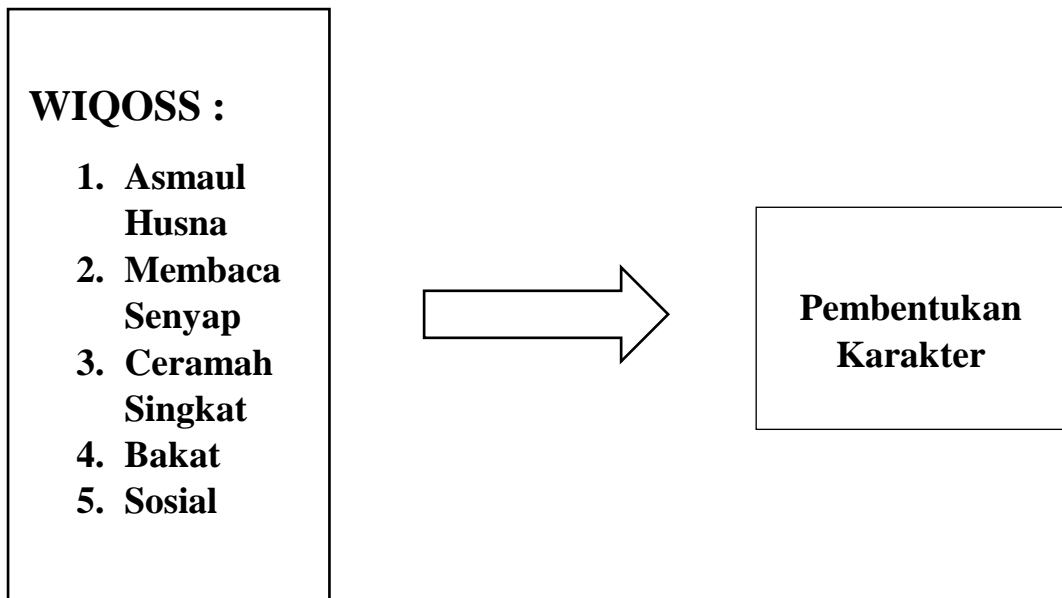 WIQOSS :
1. Asmaul
Husna
2. Membaca
Senyap
3. Ceramah
Singkat
4. Bakat
5. Sosial
Pembentukan
Karakter